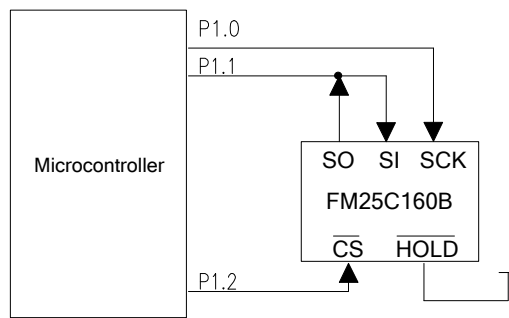 P1.0
P1.1
SO SI SCK
Microcontroller
FM25C160B
CS HOLD
P1.2